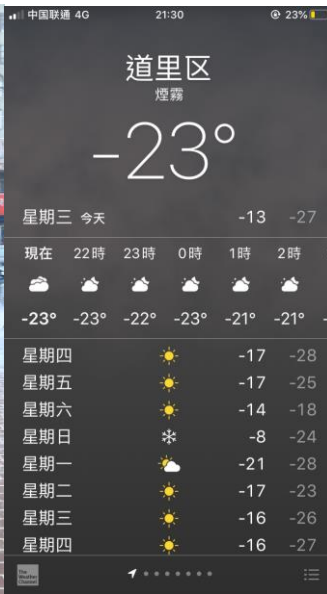 中国联通 4G 21:30 23%
道里区
煙霧
-23°
星期三 今天 -13 -27
現在 22時 23時 0時 1時 2時
-23° -23° -22° -23° -21° -21°
星期四 -17 -28
星期五 -17 -25
星期六 -14 -18
星期日 -8 -24
星期一 -21 -28
星期二 -17 -23
星期三 -16 -26
星期四 -16 -27
The
Weather
Channel